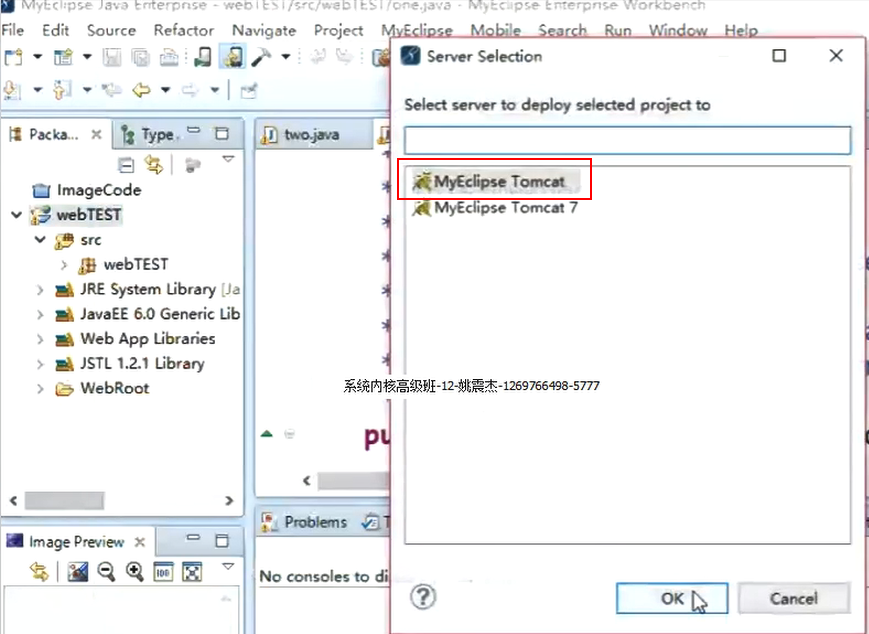 MyEclipse Java Enterprise - webTEST/src/webTEST/one.java - MyEclipse Enterprise Workbench
File Edit Source Refactor Navigate Project MyEclipse Mobile Search Run Window Help
Server Selection
Select server to deploy selected project to
MyEclipse Tomcat
MyEclipse Tomcat 7
Packa...
Type
two.java
ImageCode
webTEST
src
webTEST
JRE System Library [Ja
JavaEE 6.0 Generic Lib
Web App Libraries
JSTL 1.2.1 Library
WebRoot
系统内核高级班-12-姚震杰-1269766498-5777
pu
Problems
Image Preview
No consoles to di
OK
Cancel